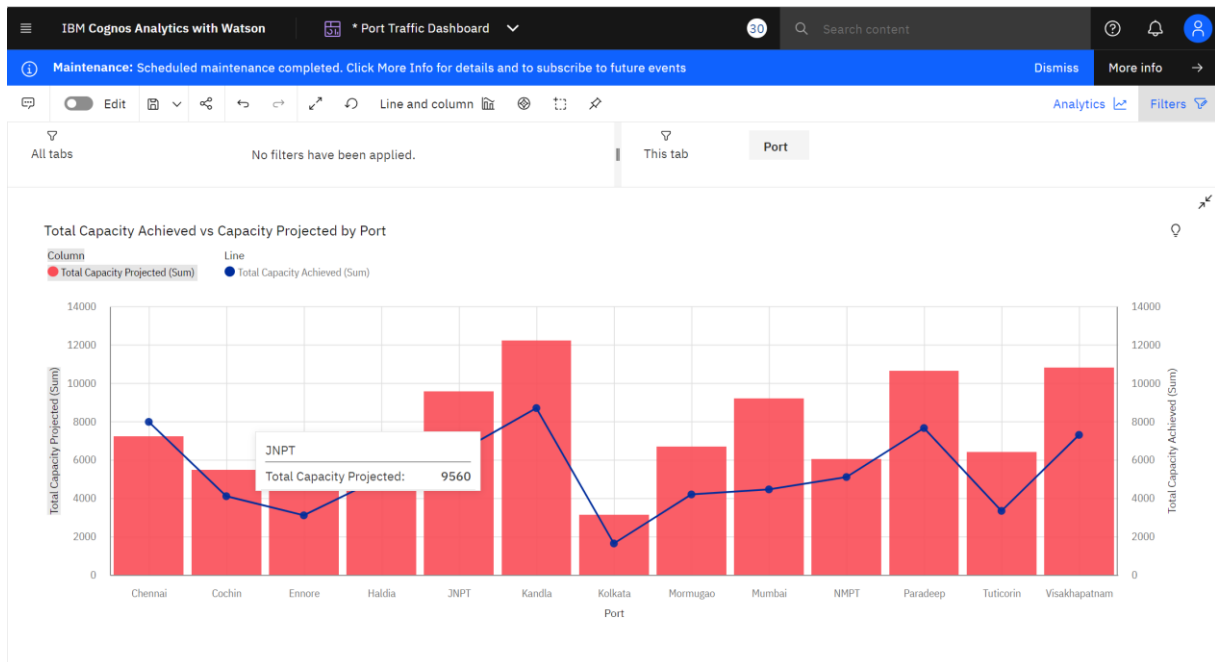 IBM Cognos Analytics with Watson
* Port Traffic Dashboard
30
Search content
Maintenance: Scheduled maintenance completed. Click More Info for details and to subscribe to future events
Dismiss
More info
Edit
Line and column
Analytics
Filters
All tabs
No filters have been applied.
This tab
Port
Total Capacity Achieved vs Capacity Projected by Port
Column
Line
Total Capacity Projected (Sum)
Total Capacity Achieved (Sum)
14000
12000
10000
8000
6000
4000
2000
0
Total Capacity Projected (Sum)
JNPT
Total Capacity Projected: 9560
14000
12000
10000
8000
6000
4000
2000
0
Total Capacity Achieved (Sum)
Chennai Cochin Ennore Haldia JNPT Kandla Kolkata Mormugao Mumbai NMPT Paradeep Tuticorin Visakhapatnam
Port